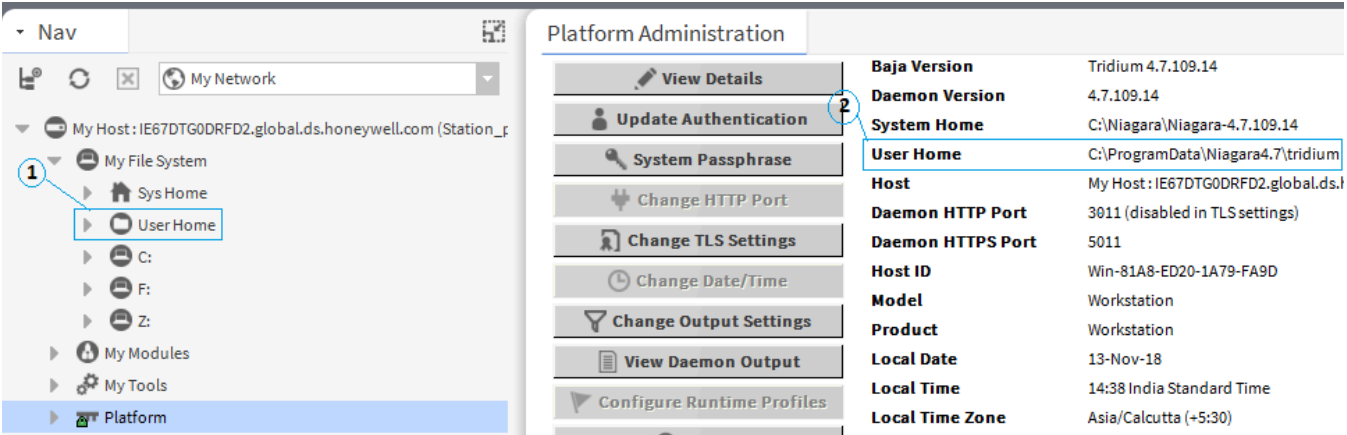 Nav
My Network
My Host : IE67DTG0DRFD2.global.ds.honeywell.com (Station_p
My File System
1
Sys Home
User Home
C:
F:
Z:
My Modules
My Tools
Platform
Platform Administration
View Details
Update Authentication
System Passphrase
Change HTTP Port
Change TLS Settings
Change Date/Time
Change Output Settings
View Daemon Output
Configure Runtime Profiles
2
Baja Version Tridium 4.7.109.14
Daemon Version 4.7.109.14
System Home C:\Niagara\Niagara-4.7.109.14
User Home C:\ProgramData\Niagara4.7\tridium
Host My Host : IE67DTG0DRFD2.global.ds.h
Daemon HTTP Port 3011 (disabled in TLS settings)
Daemon HTTPS Port 5011
Host ID Win-81A8-ED20-1A79-FA9D
Model Workstation
Product Workstation
Local Date 13-Nov-18
Local Time 14:38 India Standard Time
Local Time Zone Asia/Calcutta (+5:30)